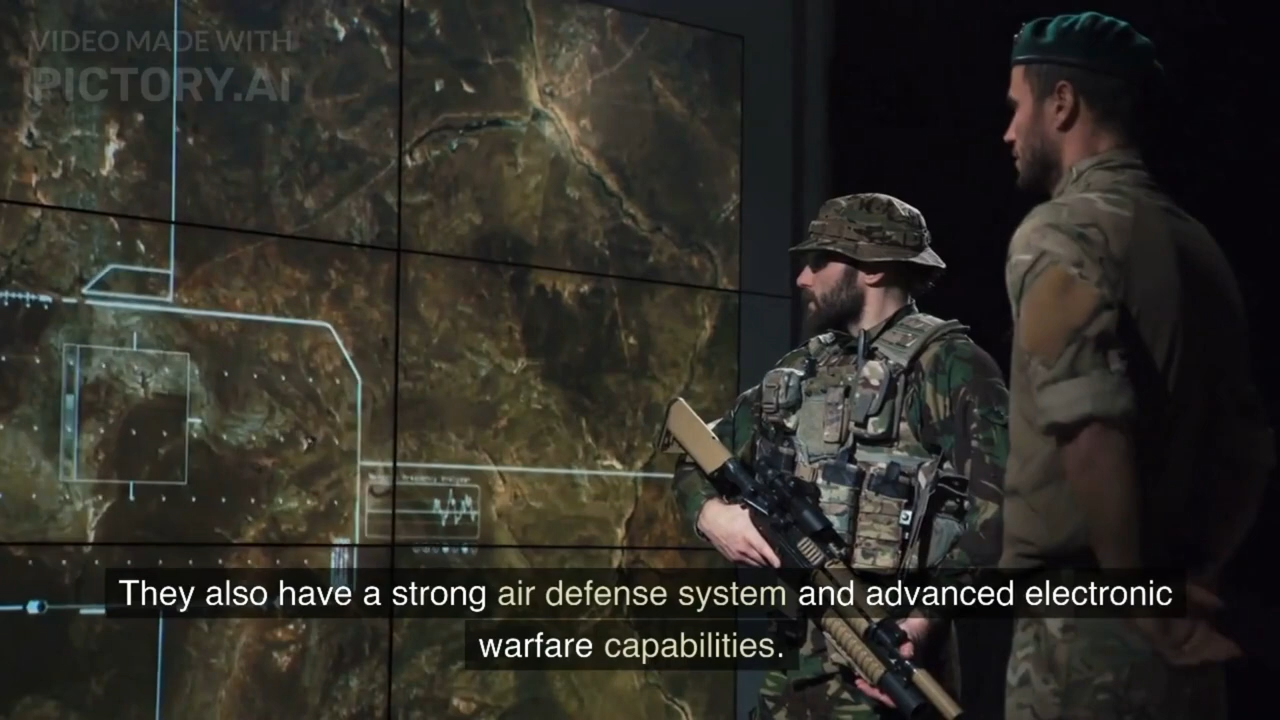 VIDEO MADE WITH
PICTORY.AI
They also have a strong air defense system and advanced electronic
warfare capabilities.